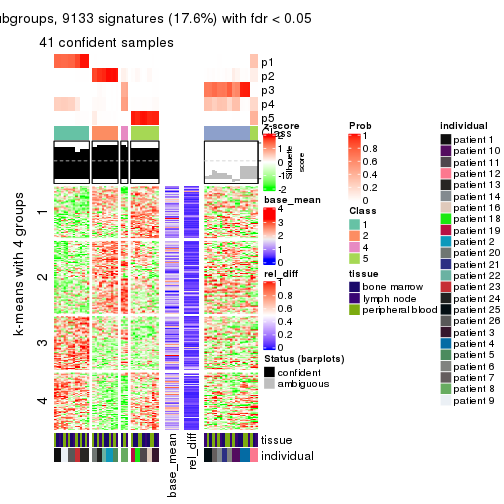 ubgroups, 9133 signatures (17.6%) with fdr < 0.05
41 confident samples
p1
p2
p3
p4
p5
Class
Silhouette
score
k-means with 4 groups
1
2
3
4
tissue
individual
base_mean
rel_diff
z-score
2
-2
base_mean
4
3
2
1
0
rel_diff
1
0.8
0.6
0.4
0.2
0
Status (barplots)
confident
ambiguous
Prob
1
0.8
0.6
0.4
0.2
0
Class
1
2
4
5
tissue
bone marrow
lymph node
peripheral blood
individual
patient 1
patient 10
patient 11
patient 12
patient 13
patient 14
patient 16
patient 18
patient 19
patient 2
patient 20
patient 21
patient 22
patient 23
patient 24
patient 25
patient 26
patient 3
patient 4
patient 5
patient 6
patient 7
patient 8
patient 9